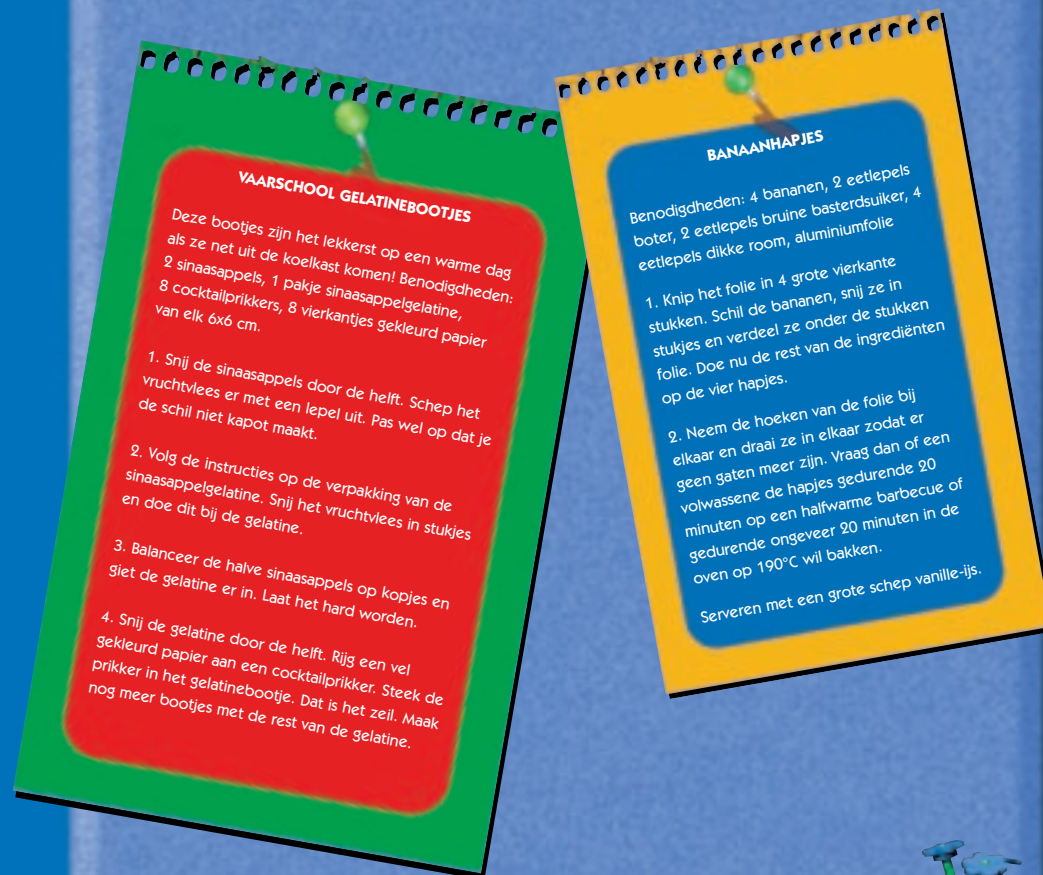 VAARSCHOOL GELATINEBOOTJES
Deze bootjes zijn het lekkerst op een warme dag
als ze net uit de koelkast komen! Benodigdheden:
2 sinaasappels, 1 pakje sinaasappelgelatine,
8 cocktailprikkers, 8 vierkantjes gekleurd papier
van elk 6x6 cm.
1. Snij de sinaasappels door de helft. Schep het
vruchtvlees er met een lepel uit. Pas wel op dat je
de schil niet kapot maakt.
2. Volg de instructies op de verpakking van de
sinaasappelgelatine. Snij het vruchtvlees in stukjes
en doe dit bij de gelatine.
3. Balanceer de halve sinaasappels op kopjes en
giet de gelatine er in. Laat het hard worden.
4. Snij de gelatine door de helft. Rijg een vel
gekleurd papier aan een cocktailprikker. Steek de
prikker in het gelatinebootje. Dat is het zeil. Maak
nog meer bootjes met de rest van de gelatine.
BANAANHAPJES
Benodigdheden: 4 bananen, 2 eetlepels
boter, 2 eetlepels bruine basterdsuiker, 4
eetlepels dikke room, aluminiumfolie
1. Knip het folie in 4 grote vierkante
stukken. Schil de bananen, snij ze in
stukjes en verdeel ze onder de stukken
folie. Doe nu de rest van de ingrediënten
op de vier hapjes.
2. Neem de hoeken van de folie bij
elkaar en draai ze in elkaar zodat er
geen gaten meer zijn. Vraag dan of een
volwassene de hapjes gedurende 20
minuten op een halfwarme barbecue of
gedurende ongeveer 20 minuten in de
oven op 190°C wil bakken.
Serveren met een grote schep vanille-ijs.